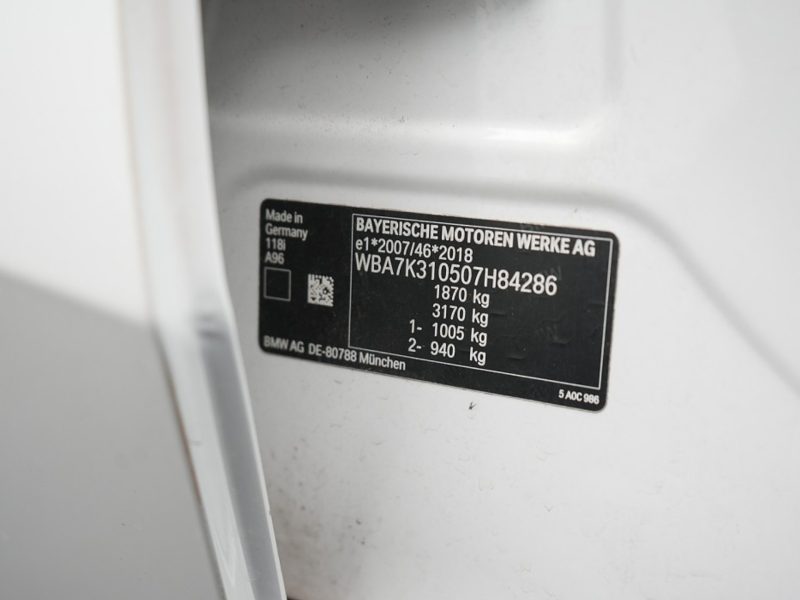 Made in
Germany
118i
A96
BAYERISCHE MOTOREN WERKE AG
e1*2007/46*2018
WBA7K310507H84286
1870 kg
3170 kg
1- 1005 kg
2- 940 kg
BMW AG DE-80788 München
5 A0C 986